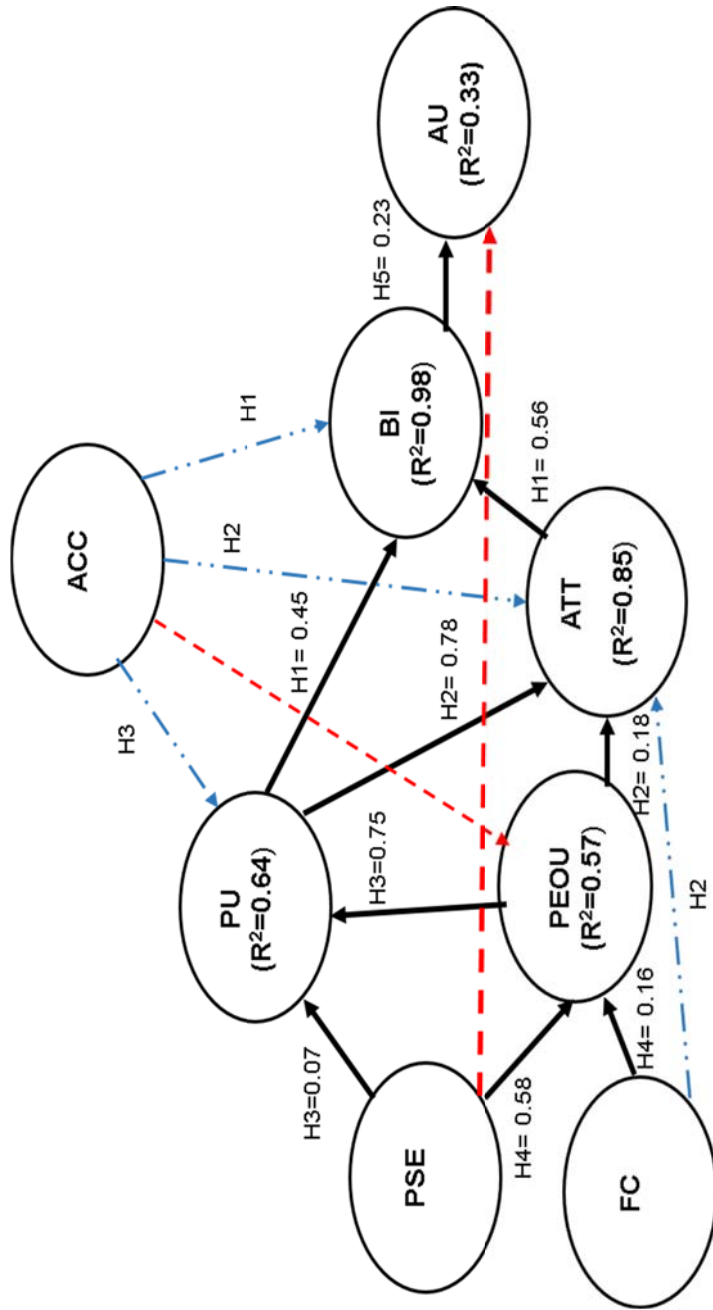 ACC
H3
H2
H1
PU
(R²=0.64)
H1= 0.45
BI
(R²=0.98)
H5= 0.23
AU
(R²=0.33)
H3=0.07
H3=0.75
H2= 0.78
H1= 0.56
PSE
H4= 0.58
PEOU
(R²=0.57)
H2= 0.18
ATT
(R²=0.85)
FC
H4= 0.16
H2